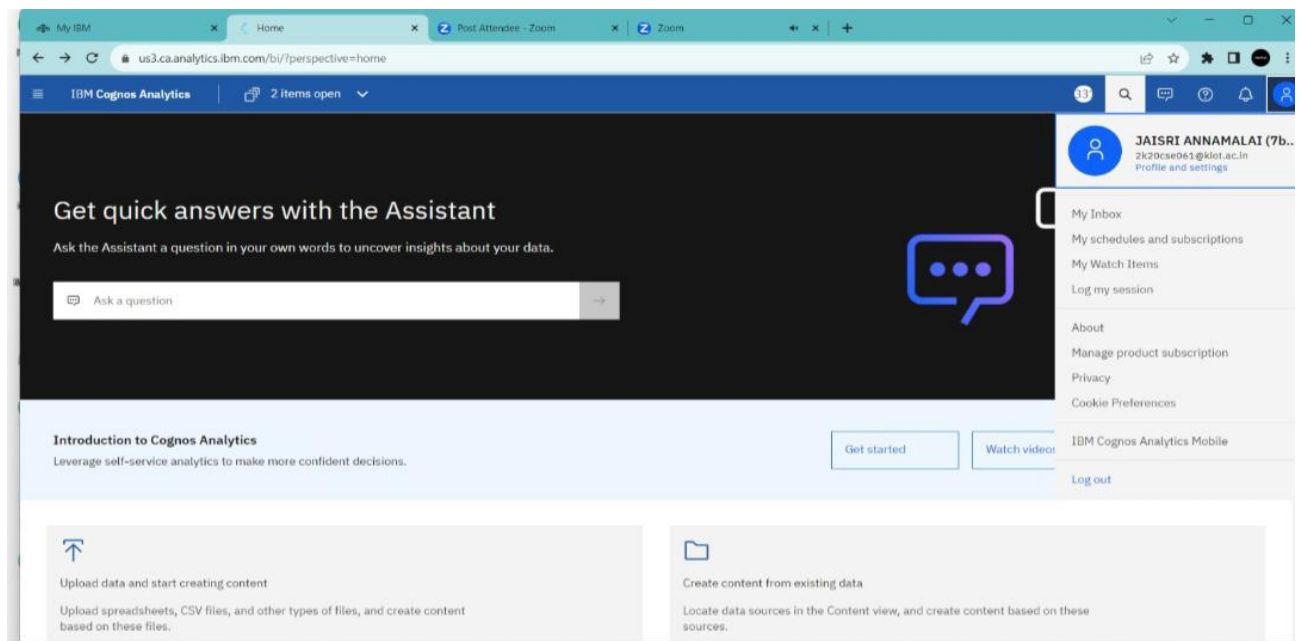 My IBM
Home
Post Attendee - Zoom
Zoom
us3.ca.analytics.ibm.com/bi/?perspective=home
IBM Cognos Analytics
2 items open
JAISRI ANNAMALAI (7b..
2k20cse061@kiot.ac.in
Profile and settings
Get quick answers with the Assistant
Ask the Assistant a question in your own words to uncover insights about your data.
Ask a question
My Inbox
My schedules and subscriptions
My Watch Items
Log my session
About
Manage product subscription
Privacy
Cookie Preferences
IBM Cognos Analytics Mobile
Log out
Introduction to Cognos Analytics
Leverage self-service analytics to make more confident decisions.
Get started
Watch videos
Upload data and start creating content
Upload spreadsheets, CSV files, and other types of files, and create content
based on these files.
Create content from existing data
Locate data sources in the Content view, and create content based on these
sources.